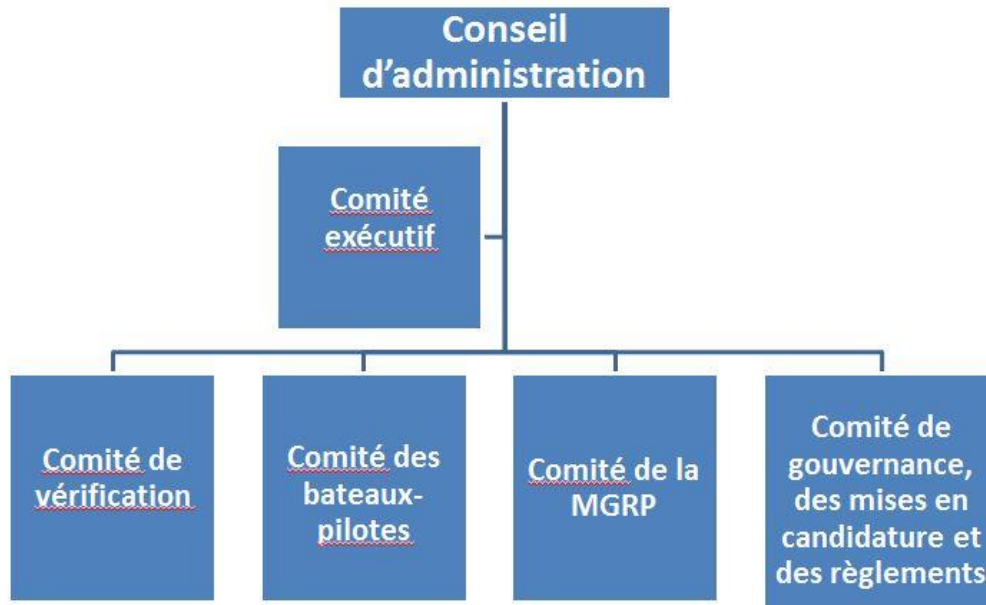 Conseil
d’administration
Comité
exécutif
Comité de
vérification
Comité des
bateaux-
pilotes
Comité de la
MGRP
Comité de
gouvernance,
des mises en
candidature et
des règlements